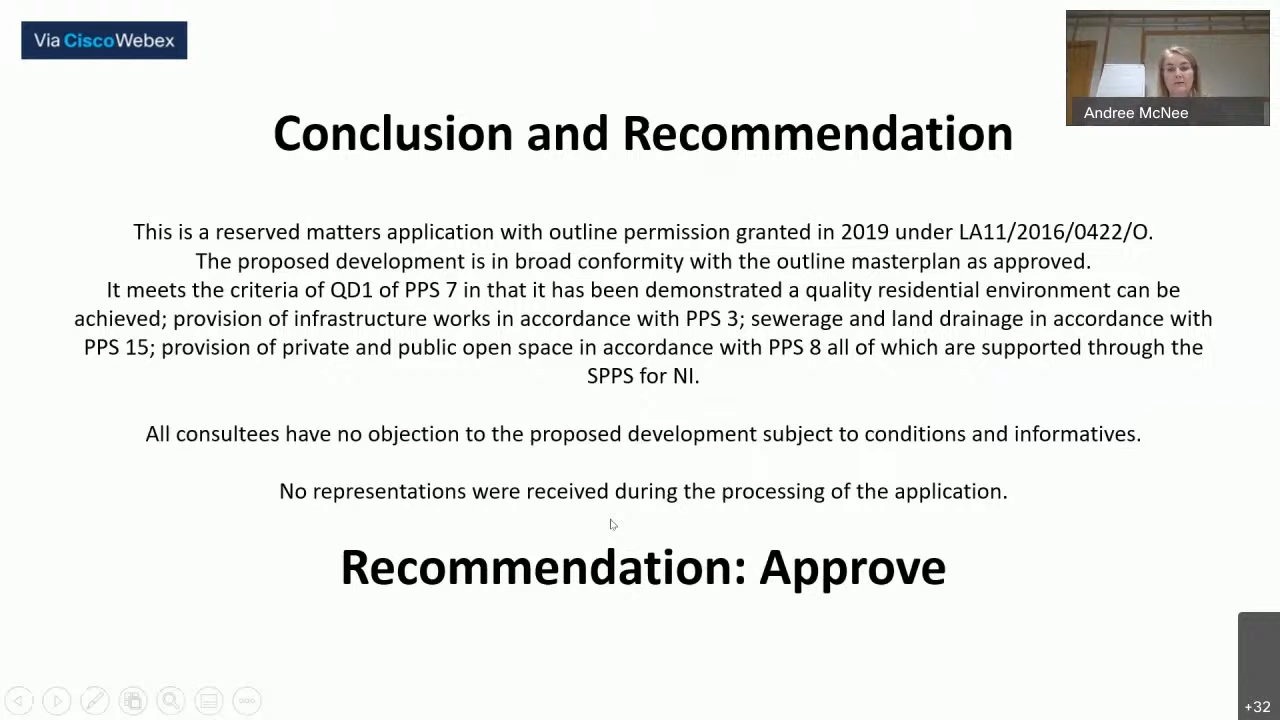 Via Cisco Webex
Andree McNee
Conclusion and Recommendation
This is a reserved matters application with outline permission granted in 2019 under LA11/2016/0422/O.
The proposed development is in broad conformity with the outline masterplan as approved.
It meets the criteria of QD1 of PPS 7 in that it has been demonstrated a quality residential environment can be
achieved; provision of infrastructure works in accordance with PPS 3; sewerage and land drainage in accordance with
PPS 15; provision of private and public open space in accordance with PPS 8 all of which are supported through the
SPPS for NI.
All consultees have no objection to the proposed development subject to conditions and informatives.
No representations were received during the processing of the application.
Recommendation: Approve
+32